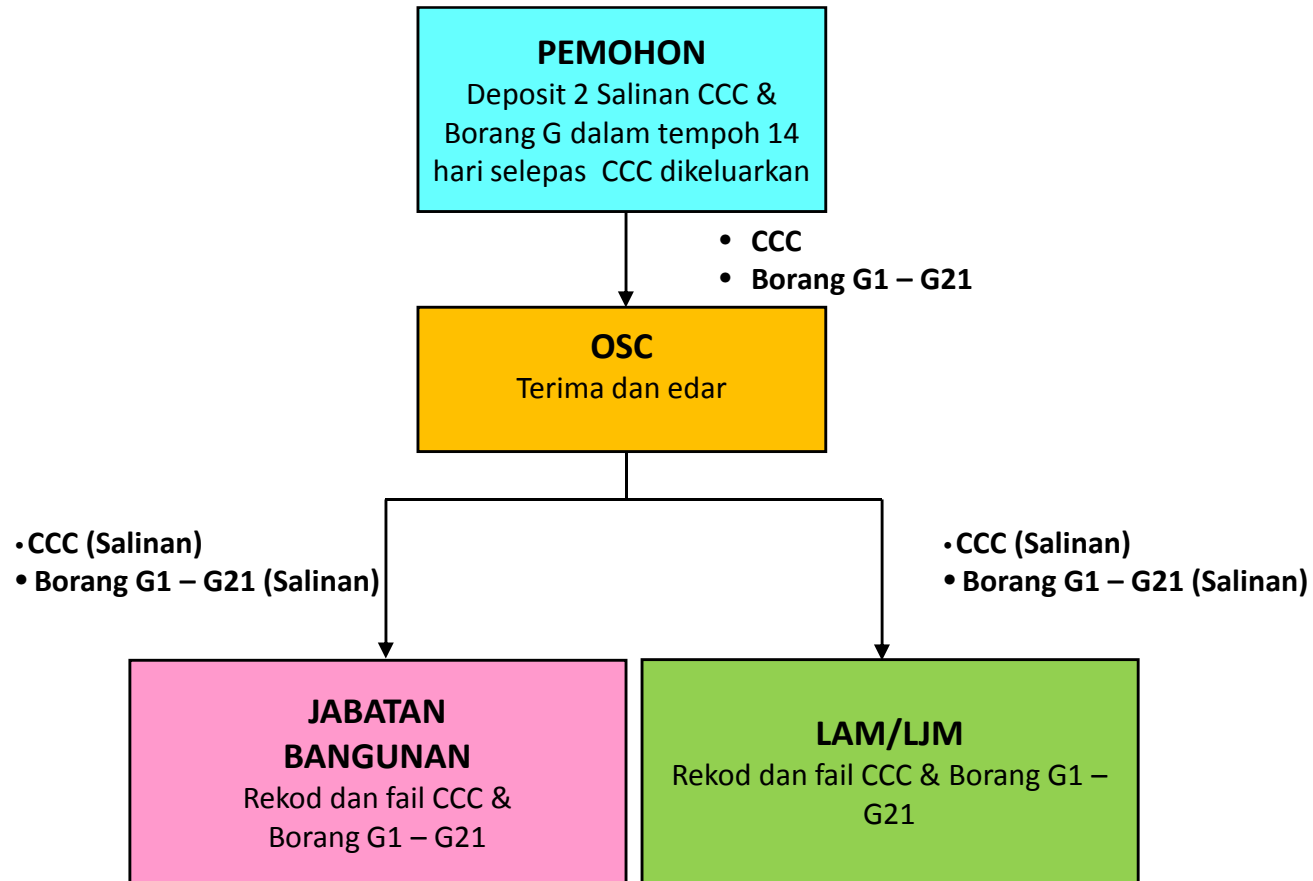 PEMOHON
Deposit 2 Salinan CCC &
Borang G dalam tempoh 14
hari selepas  CCC dikeluarkan
• CCC
• Borang G1 – G21
OSC
Terima dan edar
• CCC (Salinan)
• Borang G1 – G21 (Salinan)
• CCC (Salinan)
• Borang G1 – G21 (Salinan)
JABATAN
BANGUNAN
Rekod dan fail CCC &
Borang G1 – G21
LAM/LJM
Rekod dan fail CCC & Borang G1 –
G21